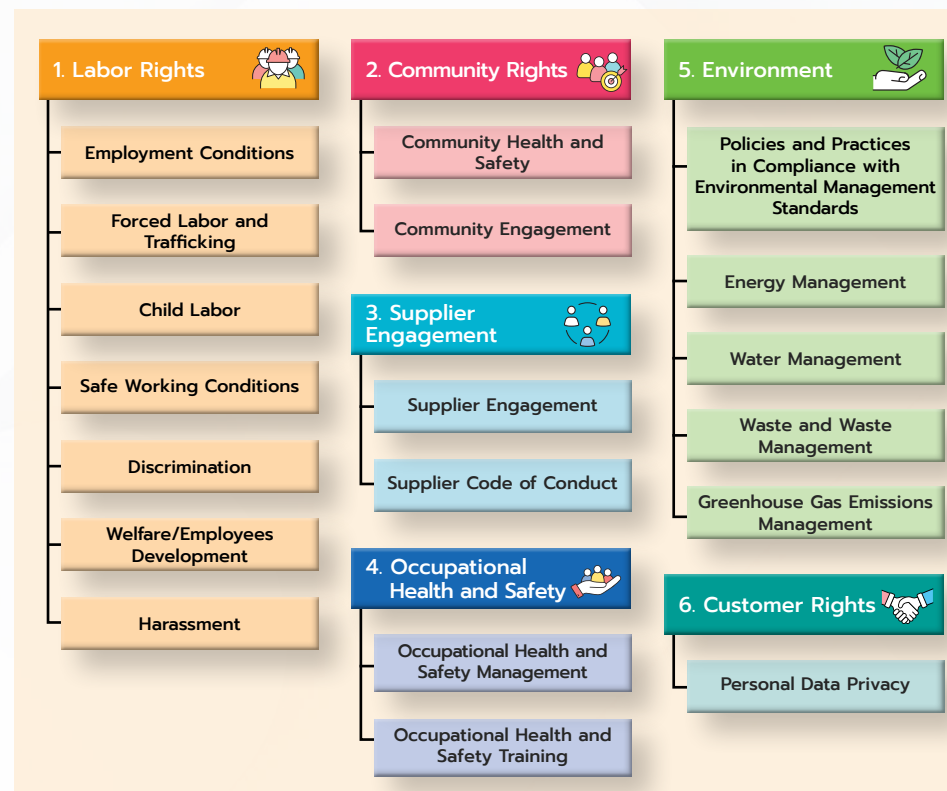 1. Labor Rights
Employment Conditions
Forced Labor and
Trafficking
Child Labor
Safe Working Conditions
Discrimination
Welfare/Employees
Development
Harassment
2. Community Rights
Community Health and
Safety
Community Engagement
3. Supplier
Engagement
Supplier Engagement
Supplier Code of Conduct
4. Occupational
Health and Safety
Occupational Health and
Safety Management
Occupational Health and
Safety Training
5. Environment
Policies and Practices
in Compliance with
Environmental Management
Standards
Energy Management
Water Management
Waste and Waste
Management
Greenhouse Gas Emissions
Management
6. Customer Rights
Personal Data Privacy